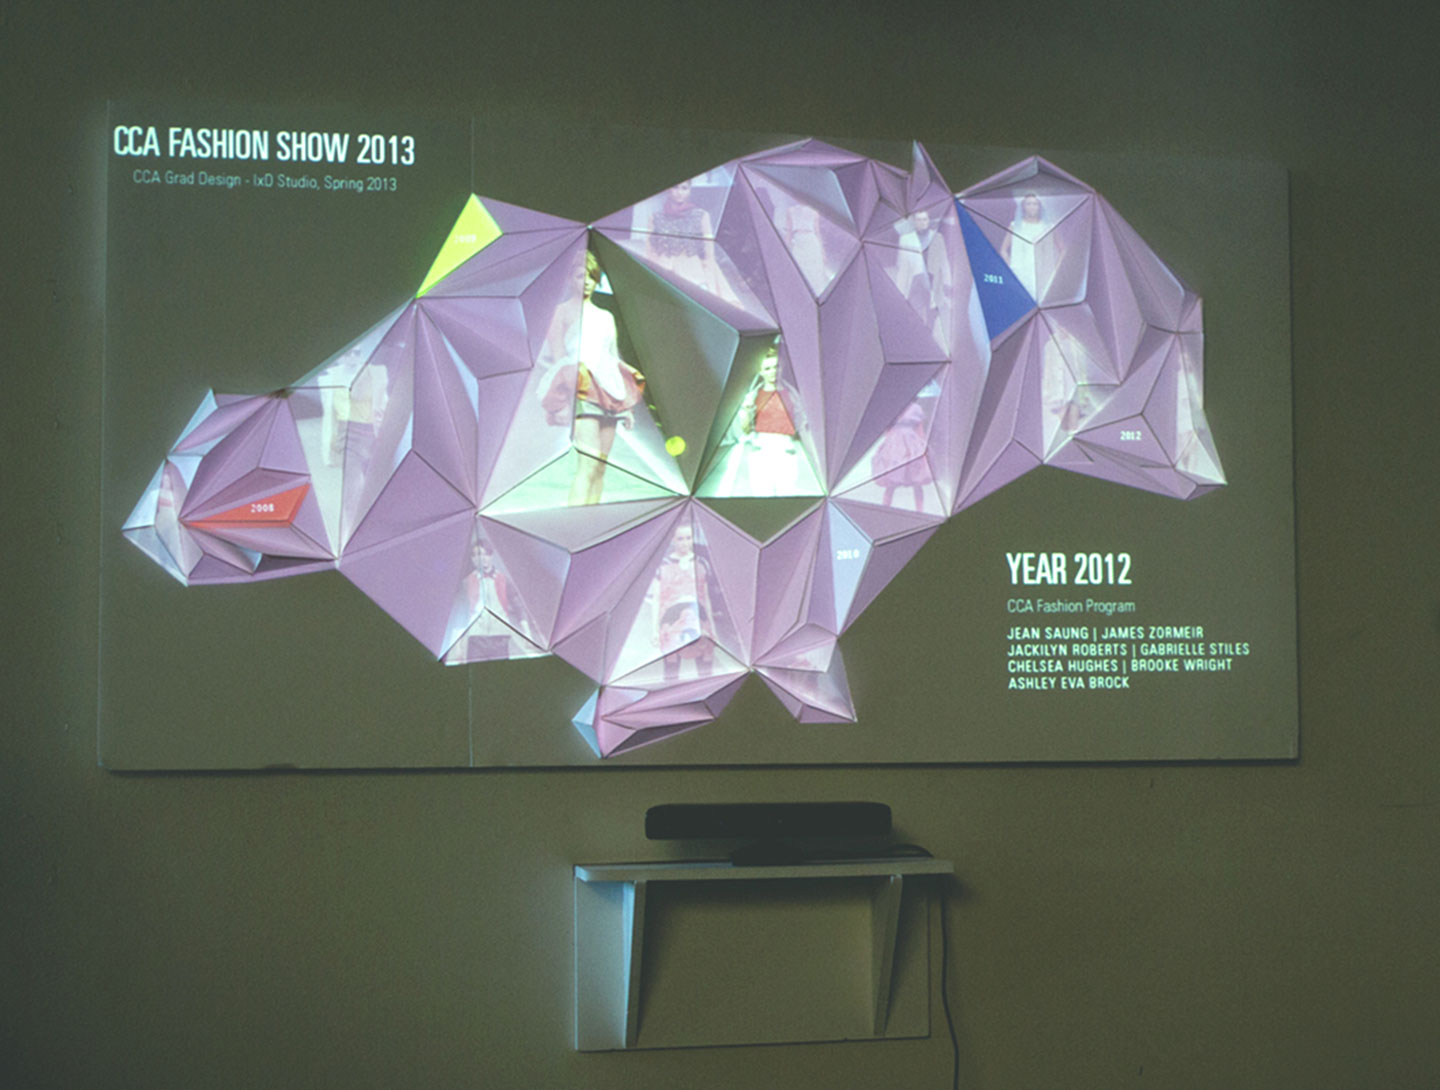 CCA FASHION SHOW 2013
CCA Grad Design - IxD Studio, Spring 2013
2009
2011
2012
2008
2010
YEAR 2012
CCA Fashion Program
JEAN SAUNG | JAMES ZORMEIR
JACKILYN ROBERTS | GABRIELLE STILES
CHELSEA HUGHES | BROOKE WRIGHT
ASHLEY EVA BROCK